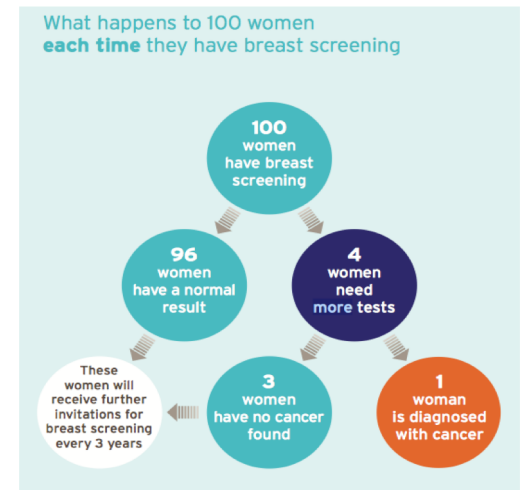 What happens to 100 women
each time they have breast screening
100
women
have breast
screening
96
women
have a normal
result
4
women
need
more tests
These
women will
receive further
invitations for
breast screening
every 3 years
3
women
have no cancer
found
1
woman
is diagnosed
with cancer